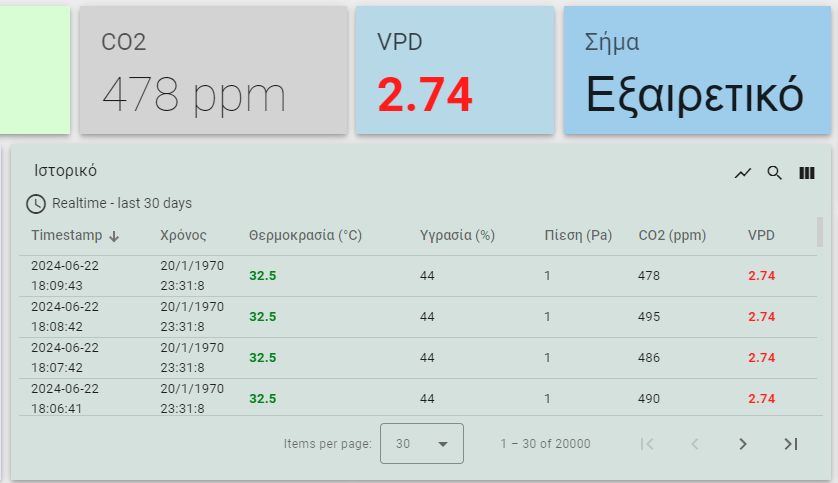 CO2
478 ppm
VPD
2.74
Σήμα
Εξαιρετικό
Ιστορικό
Realtime - last 30 days
Timestamp Χρόνος Θερμοκρασία (°C) Υγρασία (%) Πίεση (Pa) CO2 (ppm) VPD
2024-06-22 18:09:43 20/1/1970 23:31:8 32.5 44 1 478 2.74
2024-06-22 18:08:42 20/1/1970 23:31:8 32.5 44 1 495 2.74
2024-06-22 18:07:42 20/1/1970 23:31:8 32.5 44 1 486 2.74
2024-06-22 18:06:41 20/1/1970 23:31:8 32.5 44 1 490 2.74
Items per page: 30 1 – 30 of 20000